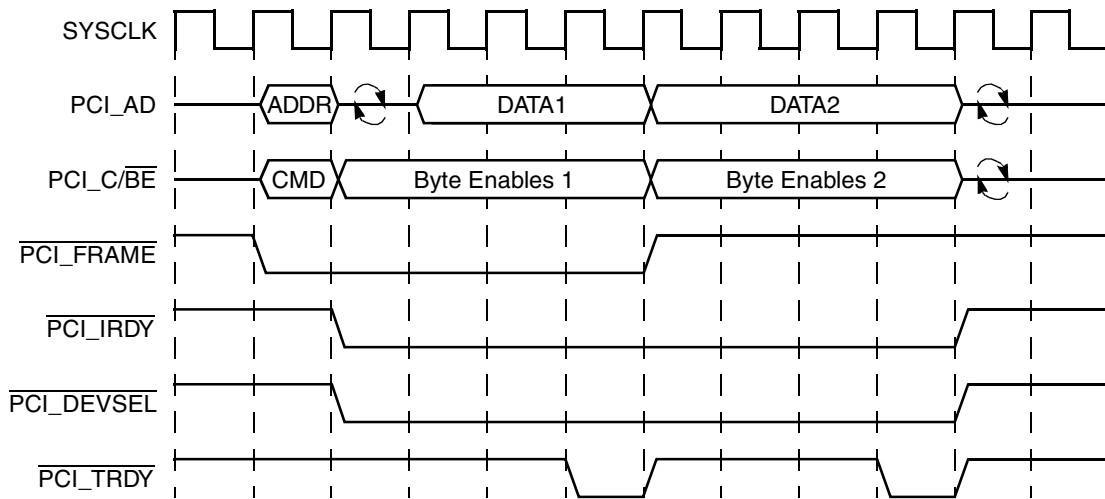 SYSCLK
PCI_AD ADDR DATA1 DATA2
PCI_C/BE CMD Byte Enables 1 Byte Enables 2
PCI_FRAME
PCI_IRDY
PCI_DEVSEL
PCI_TRDY